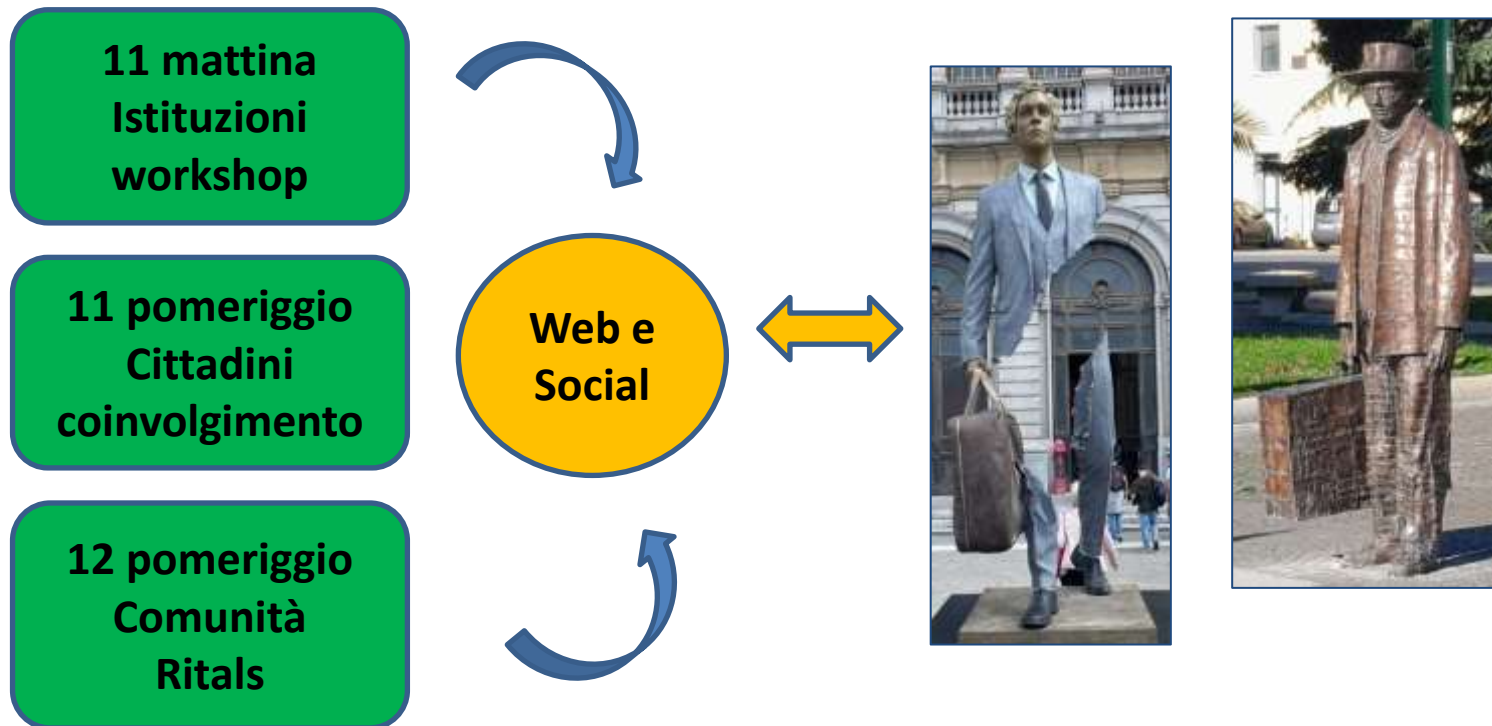 11 mattina
Istituzioni
workshop
11 pomeriggio
Cittadini
coinvolgimento
12 pomeriggio
Comunità
Ritals
Web e
Social